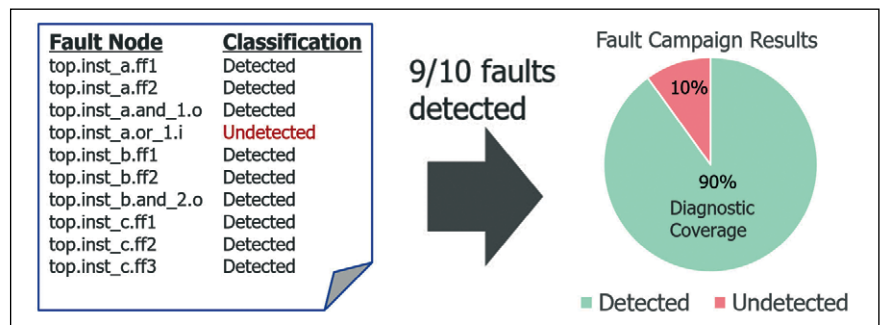 Fault Node Classification
top.inst_a.ff1 Detected
top.inst_a.ff2 Detected
top.inst_a.and_1.o Detected
top.inst_a.or_1.i Undetected
top.inst_b.ff1 Detected
top.inst_b.ff2 Detected
top.inst_b.and_2.o Detected
top.inst_c.ff1 Detected
top.inst_c.ff2 Detected
top.inst_c.ff3 Detected
9/10 faults
detected
Fault Campaign Results
10%
90%
Diagnostic
Coverage
Detected Undetected